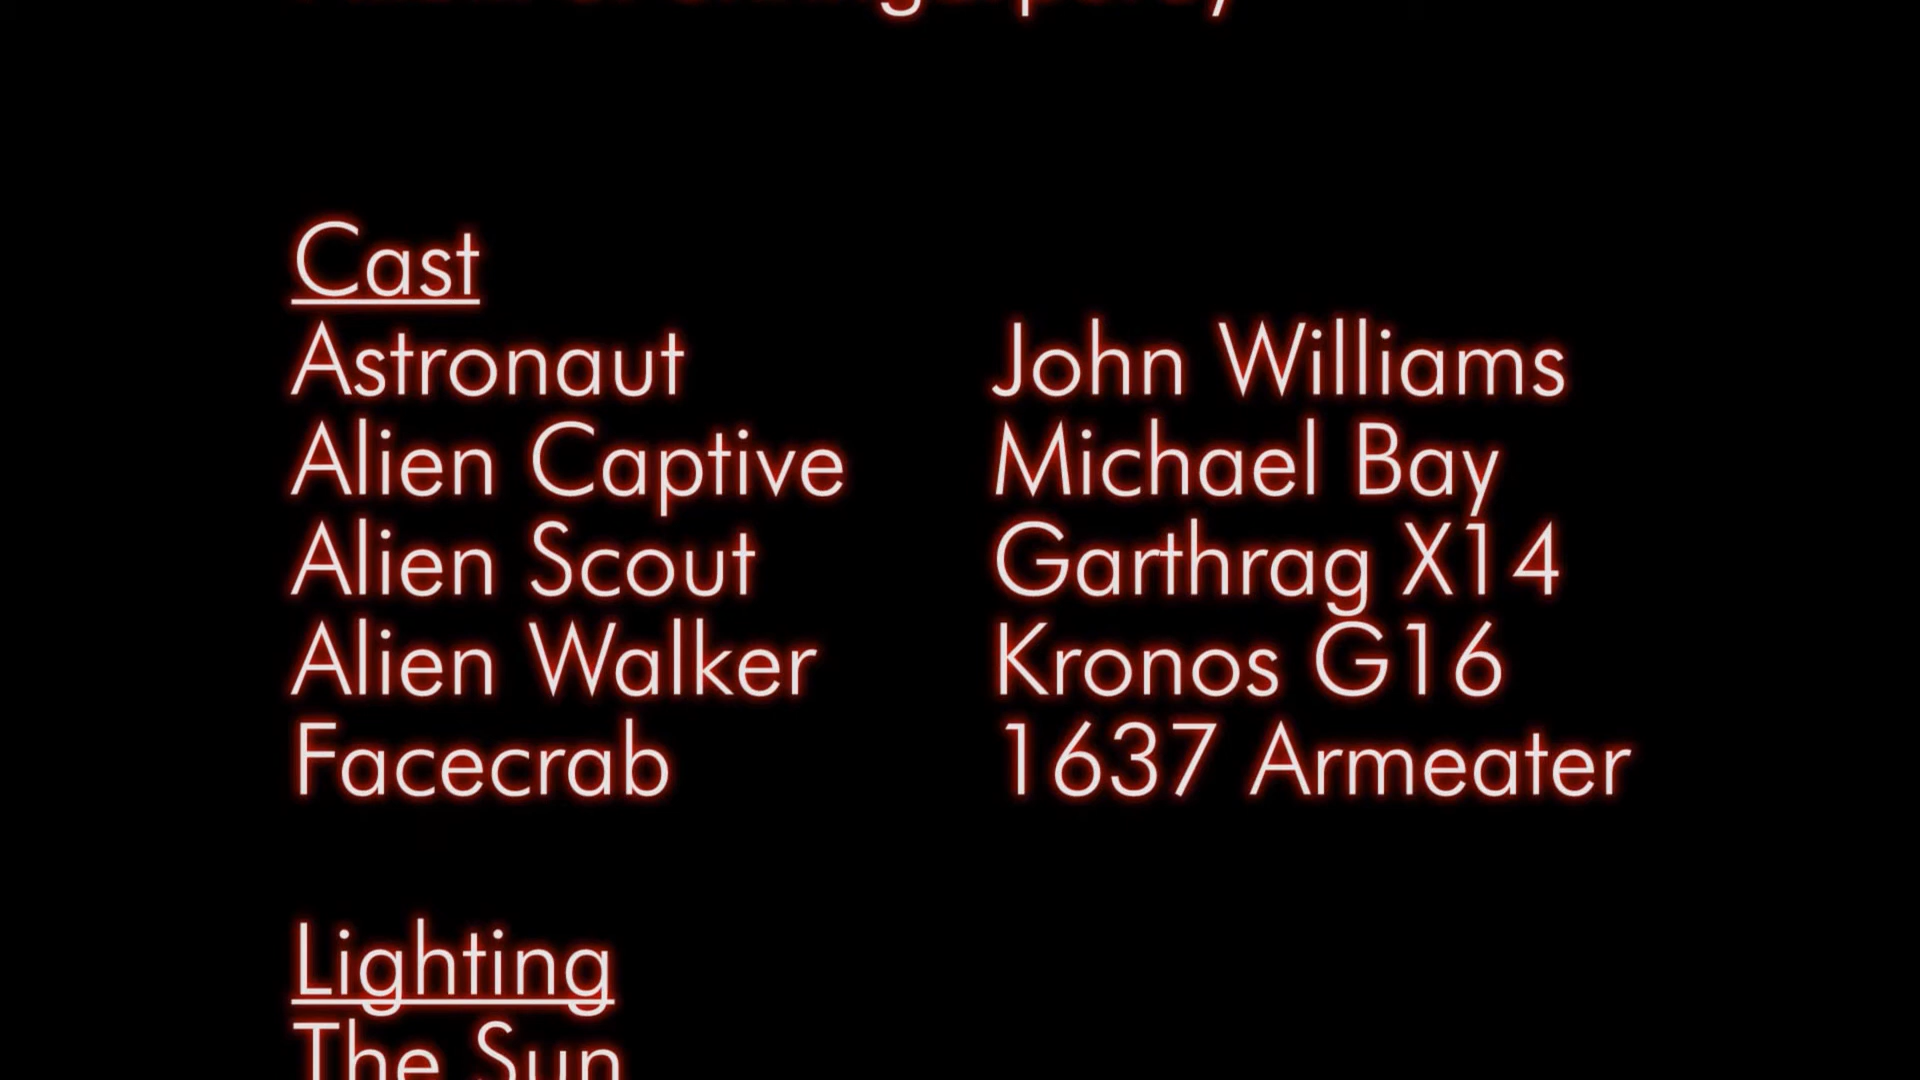 Cast
Astronaut John Williams
Alien Captive Michael Bay
Alien Scout Garthrag X14
Alien Walker Kronos G16
Facecrab 1637 Armeater
Lighting
The Sun